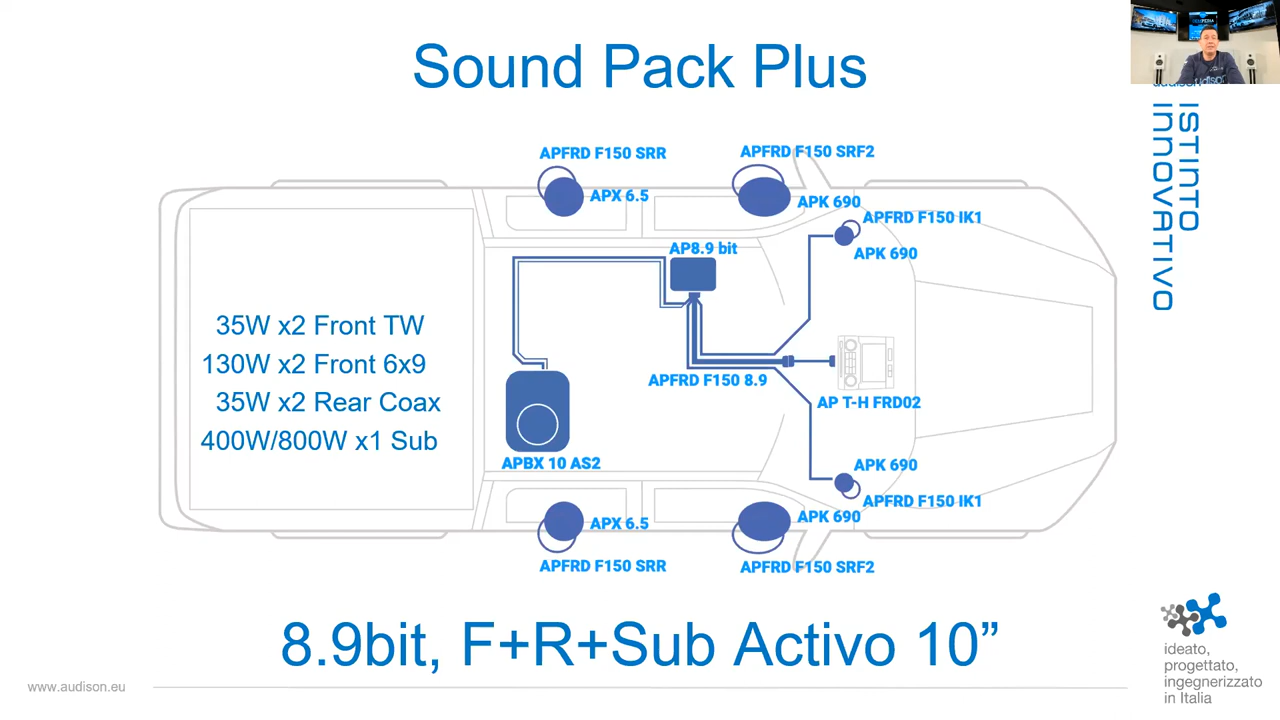 Sound Pack Plus
audison
ISTINTO
INNOVATIVO
APFRD F150 SRR
APFRD F150 SRF2
APX 6.5
APK 690
APFRD F150 IK1
AP8.9 bit
APK 690
35W x2 Front TW
130W x2 Front 6x9
35W x2 Rear Coax
400W/800W x1 Sub
APFRD F150 8.9
AP T-H FRD02
APBX 10 AS2
APK 690
APFRD F150 IK1
APX 6.5
APK 690
APFRD F150 SRR
APFRD F150 SRF2
8.9bit, F+R+Sub Activo 10”
ideato,
progettato,
ingegnerizzato
in Italia
www.audison.eu